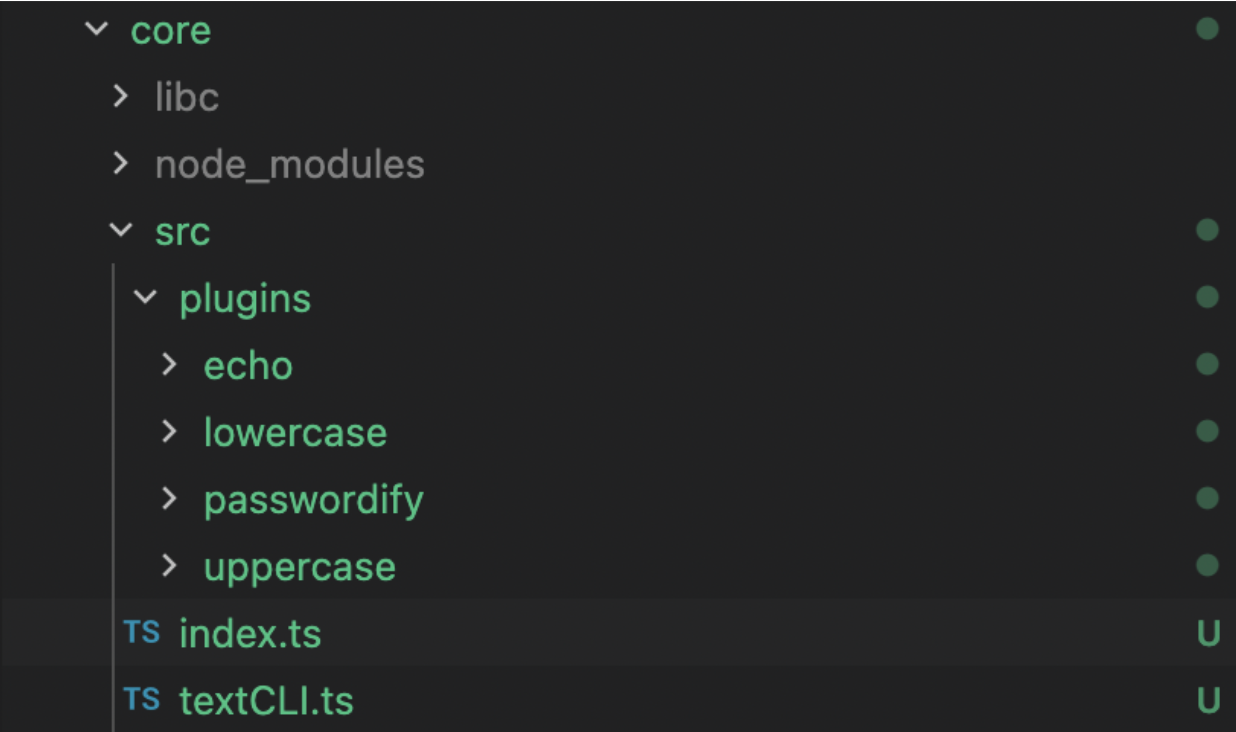 core
libc
node_modules
src
plugins
echo
lowercase
passwordify
uppercase
TS index.ts U
TS textCLI.ts U